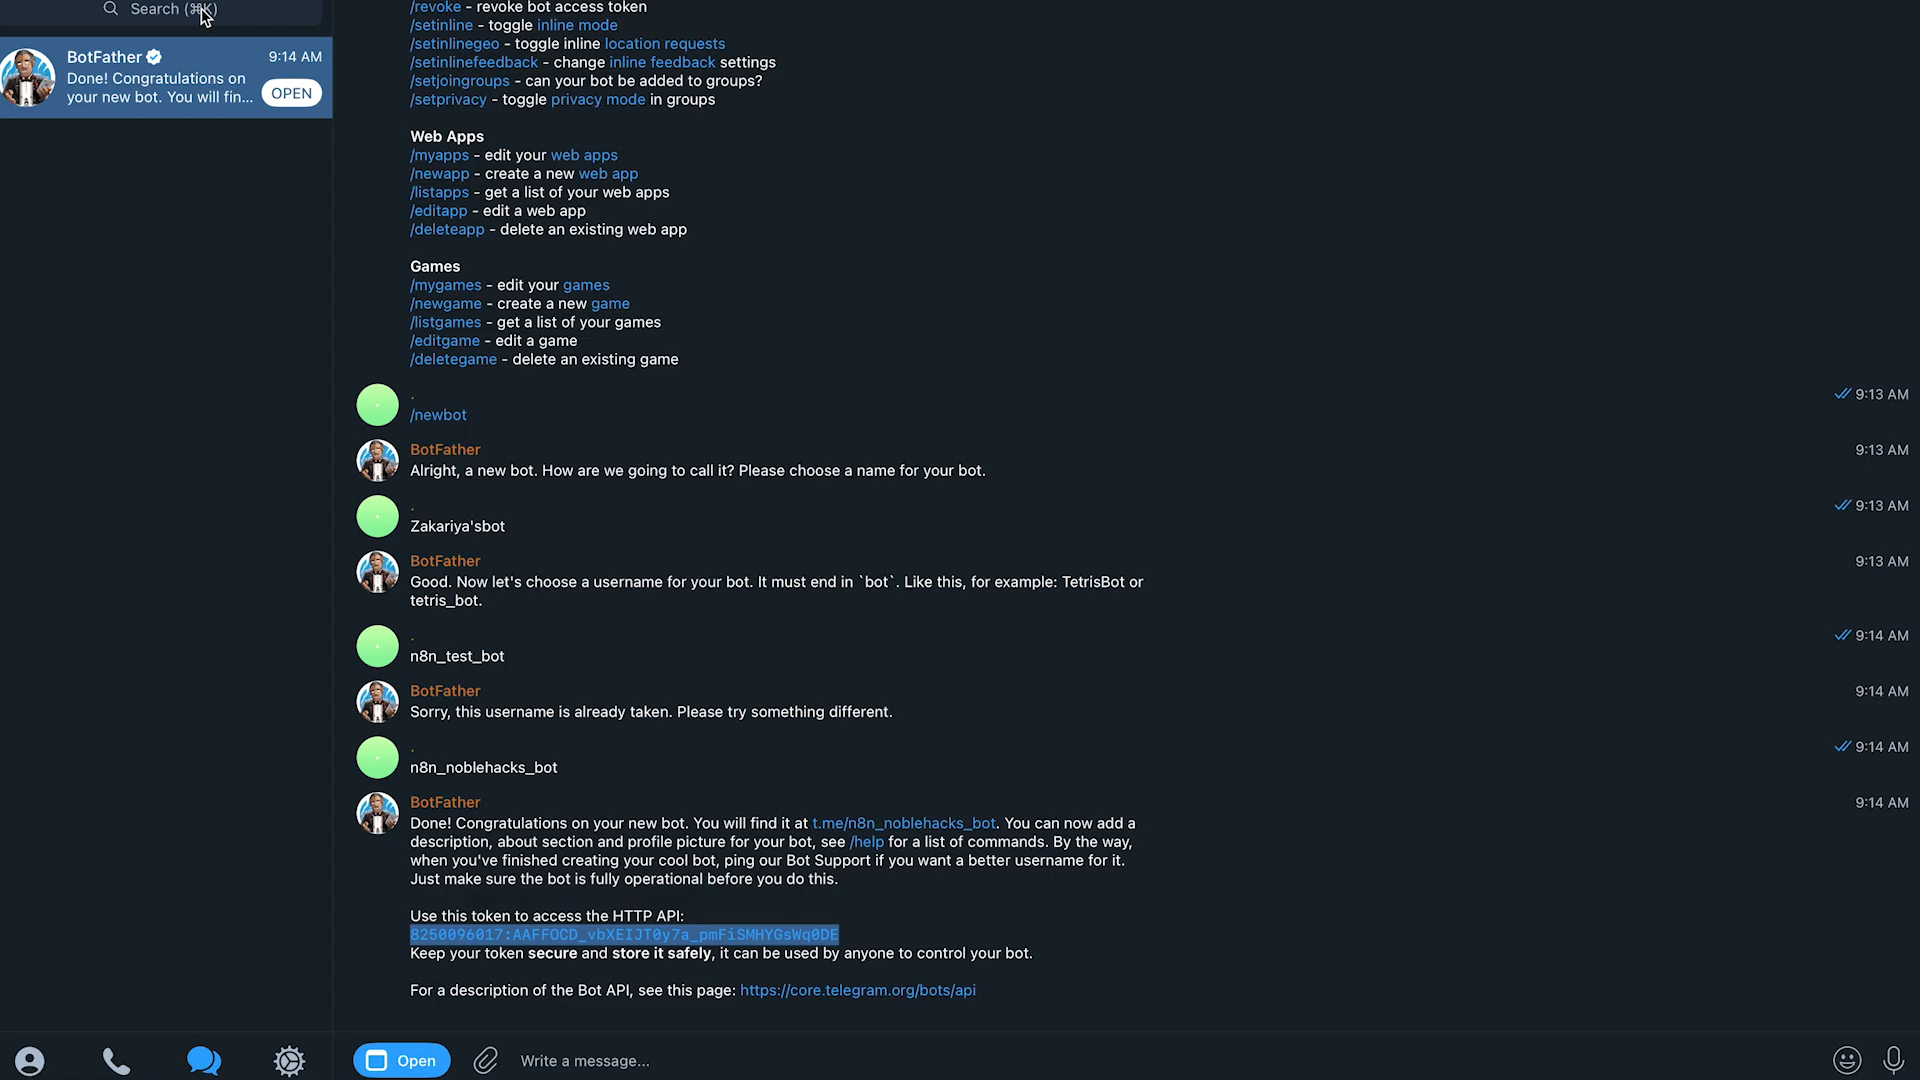 Search (⌘K)
BotFather 9:14 AM
Done! Congratulations on
your new bot. You will fin...
OPEN
/revoke - revoke bot access token
/setinline - toggle inline mode
/setinlinegeo - toggle inline location requests
/setinlinefeedback - change inline feedback settings
/setjoingroups - can your bot be added to groups?
/setprivacy - toggle privacy mode in groups
Web Apps
/myapps - edit your web apps
/newapp - create a new web app
/listapps - get a list of your web apps
/editapp - edit a web app
/deleteapp - delete an existing web app
Games
/mygames - edit your games
/newgame - create a new game
/listgames - get a list of your games
/editgame - edit a game
/deletegame - delete an existing game
.
9:13 AM
/newbot
BotFather
9:13 AM
Alright, a new bot. How are we going to call it? Please choose a name for your bot.
.
9:13 AM
Zakariya'sbot
BotFather
9:13 AM
Good. Now let's choose a username for your bot. It must end in `bot`. Like this, for example: TetrisBot or
tetris_bot.
.
9:14 AM
n8n_test_bot
BotFather
9:14 AM
Sorry, this username is already taken. Please try something different.
.
9:14 AM
n8n_noblehacks_bot
BotFather
9:14 AM
Done! Congratulations on your new bot. You will find it at t.me/n8n_noblehacks_bot. You can now add a
description, about section and profile picture for your bot, see /help for a list of commands. By the way,
when you've finished creating your cool bot, ping our Bot Support if you want a better username for it.
Just make sure the bot is fully operational before you do this.
Use this token to access the HTTP API:
8250096017:AAFFOCD_vbXEIJT0y7a_pmFiSMHYGsWq0DE
Keep your token secure and store it safely, it can be used by anyone to control your bot.
For a description of the Bot API, see this page: https://core.telegram.org/bots/api
Open
Write a message...